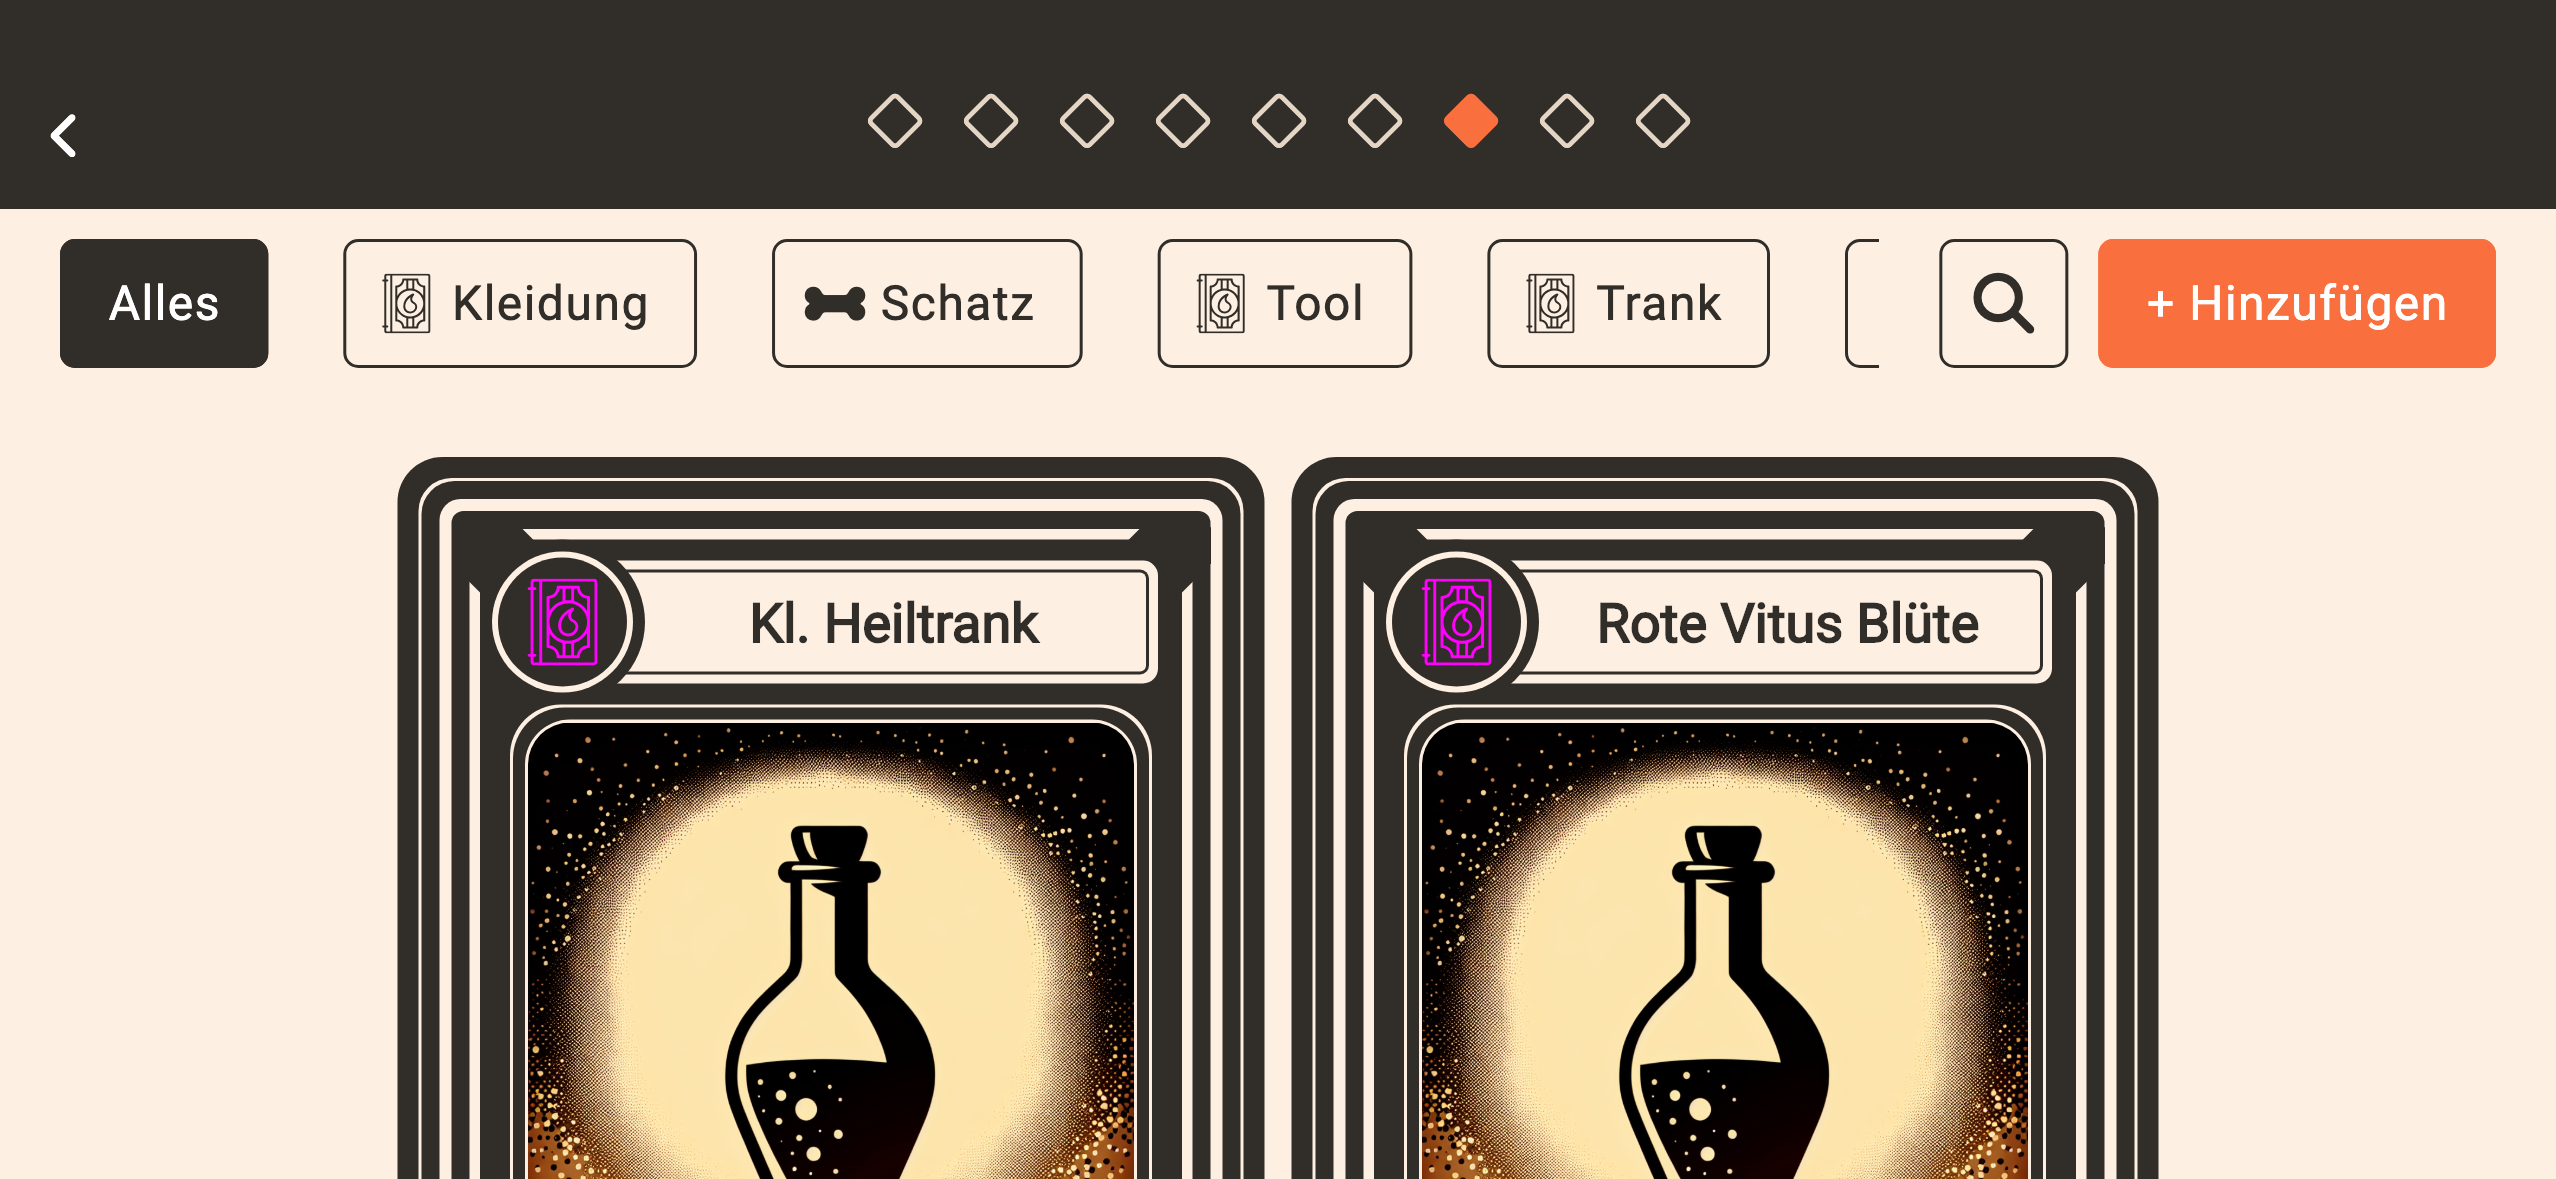 Alles
Kleidung
Schatz
Tool
Trank
+ Hinzufügen
Kl. Heiltrank
Rote Vitus Blüte